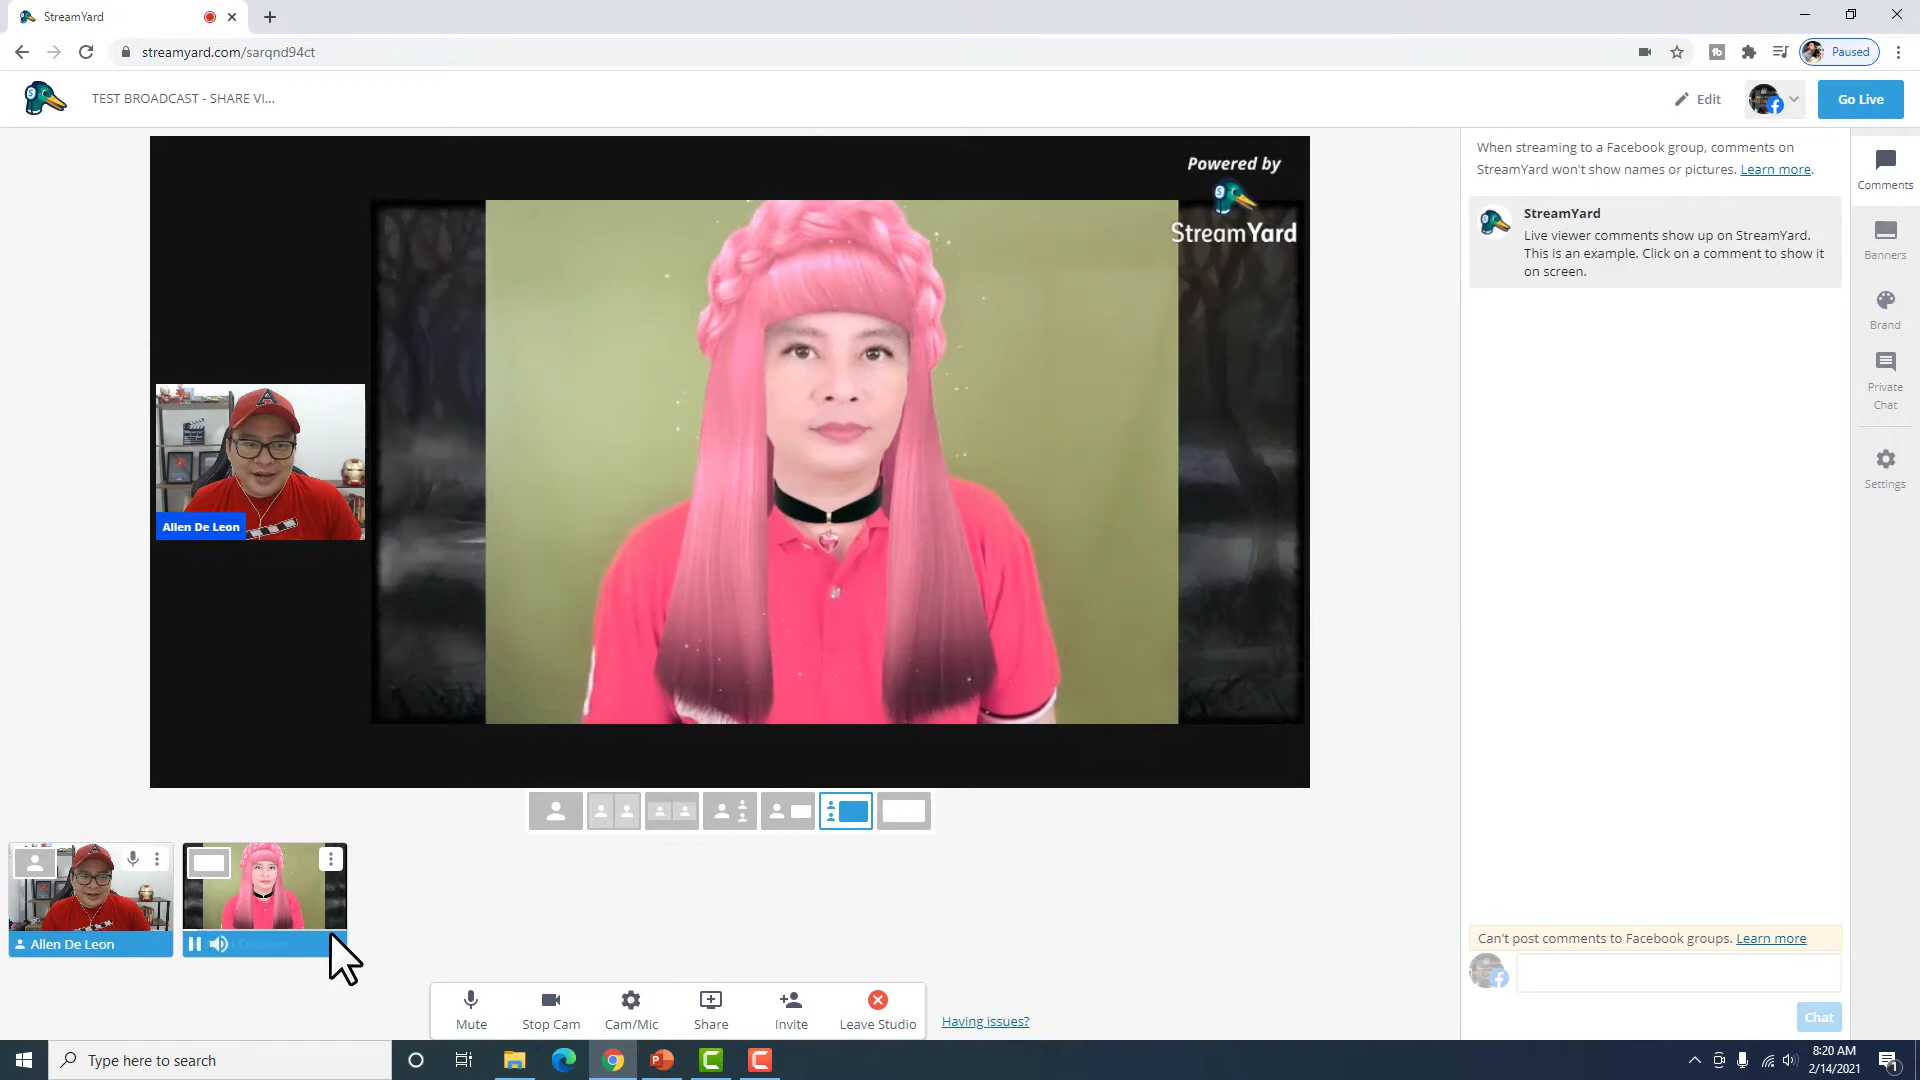 StreamYard
streamyard.com/sarqnd94ct
Paused
TEST BROADCAST - SHARE VI...
Edit
Go Live
Powered by
StreamYard
Allen De Leon
When streaming to a Facebook group, comments on
StreamYard won't show names or pictures. Learn more.
StreamYard
Live viewer comments show up on StreamYard.
This is an example. Click on a comment to show it
on screen.
Comments
Banners
Brand
Private
Chat
Settings
Allen De Leon
Can't post comments to Facebook groups. Learn more
Chat
Mute
Stop Cam
Cam/Mic
Share
Invite
Leave Studio
Having issues?
Type here to search
8:20 AM
2/14/2021